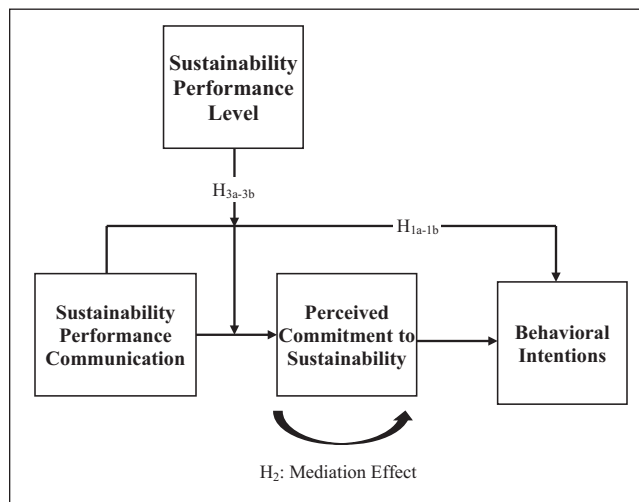 Sustainability
Performance
Level
H3a-3b
H1a-1b
Sustainability
Performance
Communication
Perceived
Commitment to
Sustainability
Behavioral
Intentions
H2: Mediation Effect